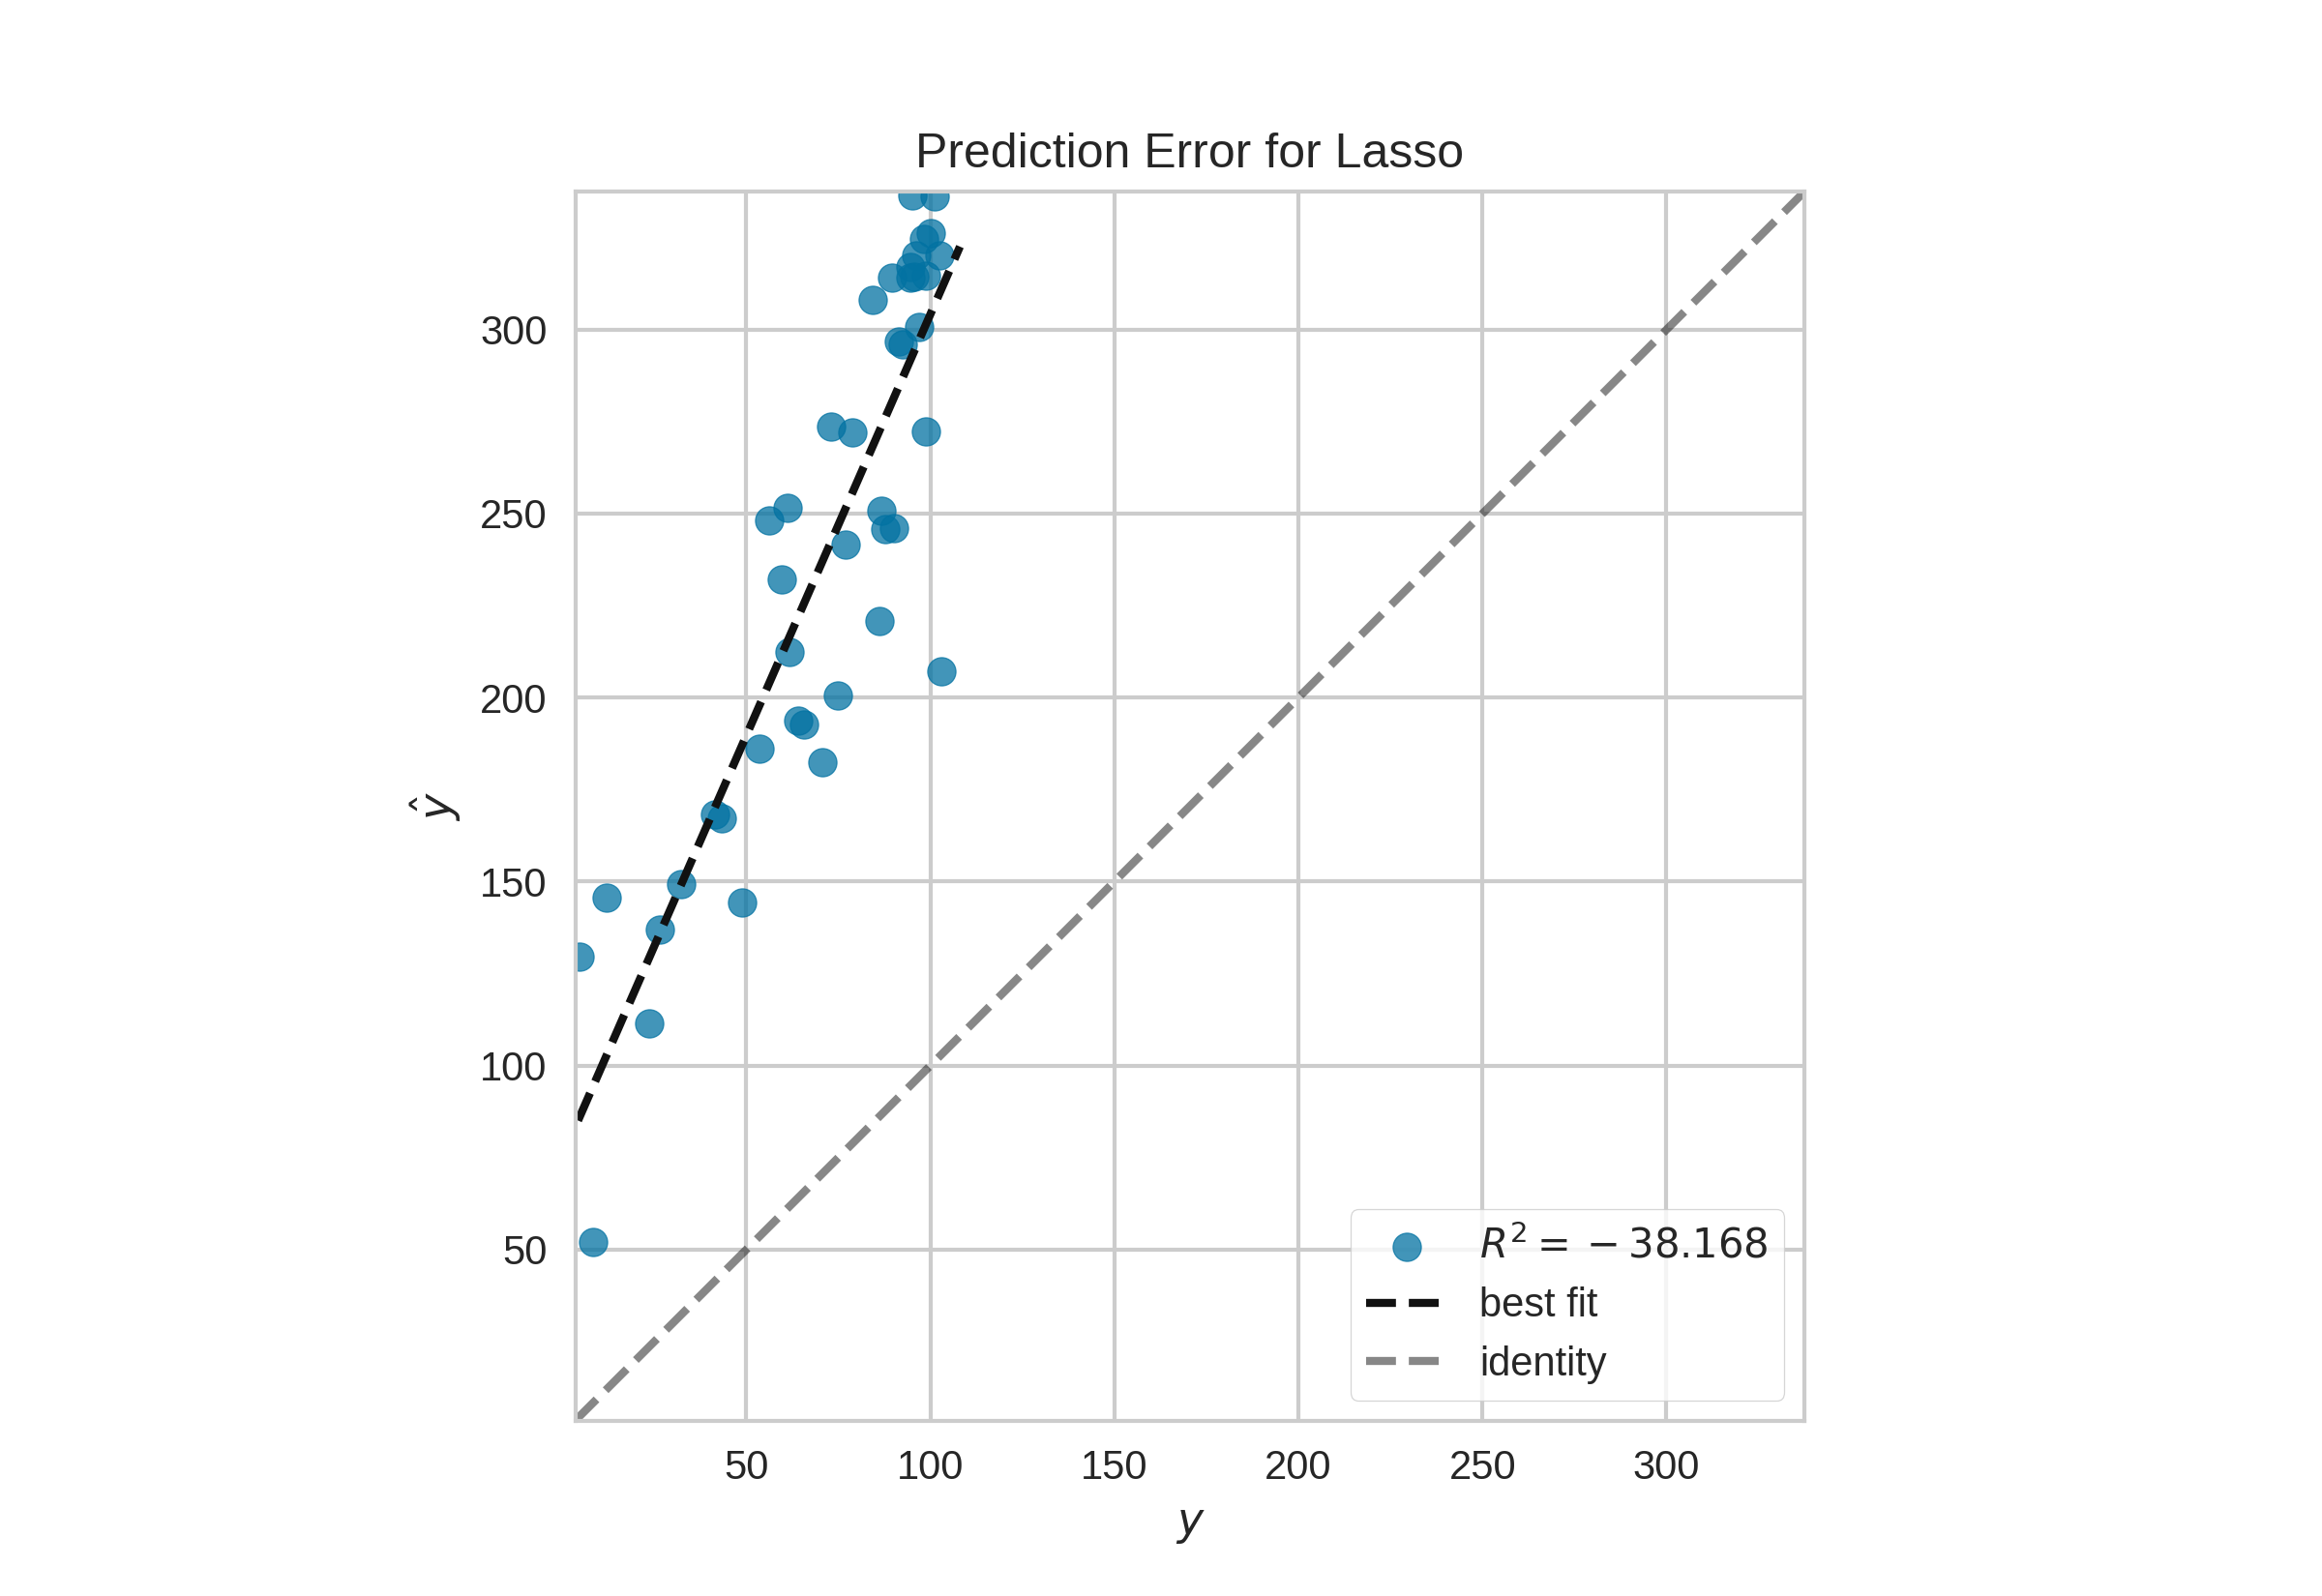 Prediction Error for Lasso
300
250
200
150
100
50
ŷ
R² = −38.168
best fit
identity
50 100 150 200 250 300
y